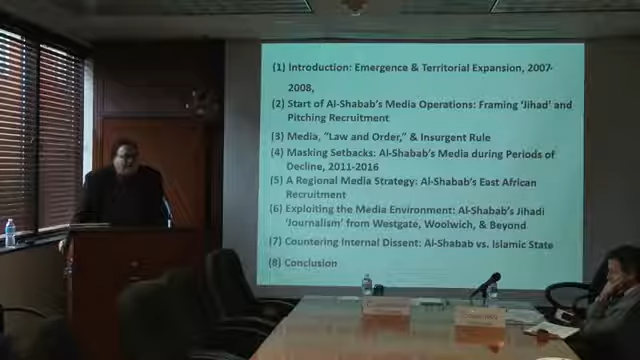 (1) Introduction: Emergence & Territorial Expansion, 2007-
2008,
(2) Start of Al-Shabab's Media Operations: Framing 'Jihad' and
Pitching Recruitment
(3) Media, "Law and Order," & Insurgent Rule
(4) Masking Setbacks: Al-Shabab's Media during Periods of
Decline, 2011-2016
(5) A Regional Media Strategy: Al-Shabab's East African
Recruitment
(6) Exploiting the Media Environment: Al-Shabab's Jihadi
'Journalism' from Westgate, Woolwich, & Beyond
(7) Countering Internal Dissent: Al-Shabab vs. Islamic State
(8) Conclusion